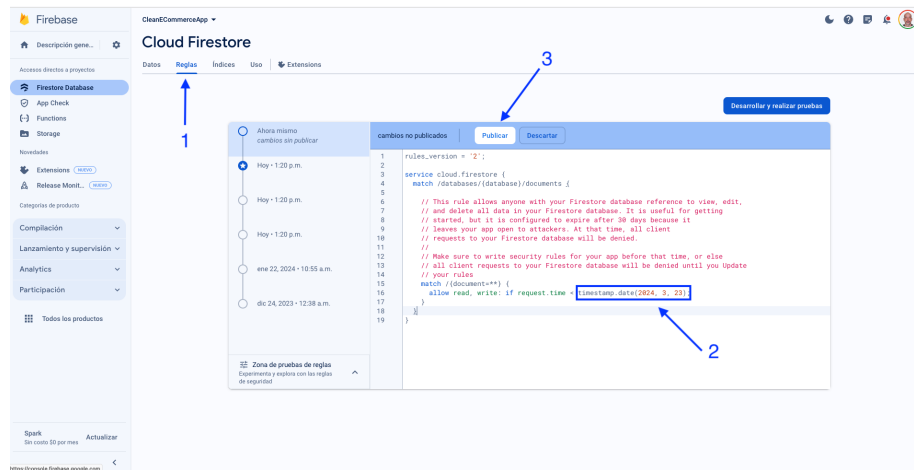 Firebase
CleanECommerceApp
Descripción gene...
Cloud Firestore
Datos Reglas Índices Uso Extensions
Accesos directos a proyectos
Firestore Database
App Check
Functions
Storage
Novedades
Extensions NUEVO
Release Monit... NUEVO
Categorías de producto
Compilación
Lanzamiento y supervisión
Analytics
Participación
Todos los productos
Spark
Sin costo $0 por mes
Actualizar
https://console.firebase.google.com
1
3
Desarrollar y realizar pruebas
Ahora mismo
cambios sin publicar
Hoy • 1:20 p.m.
Hoy • 1:20 p.m.
Hoy • 1:20 p.m.
ene 22, 2024 • 10:55 a.m.
dic 24, 2023 • 12:38 a.m.
Zona de pruebas de reglas
Experimenta y explora con las reglas
de seguridad
cambios no publicados Publicar Descartar
1 rules_version = '2';
2
3 service cloud.firestore {
4 match /databases/{database}/documents {
5
6 // This rule allows anyone with your Firestore database reference to view, edit,
7 // and delete all data in your Firestore database. It is useful for getting
8 // started, but it is configured to expire after 30 days because it
9 // leaves your app open to attackers. At that time, all client
10 // requests to your Firestore database will be denied.
11 //
12 // Make sure to write security rules for your app before that time, or else
13 // all client requests to your Firestore database will be denied until you Update
14 // your rules
15 match /{document=**} {
16 allow read, write: if request.time < timestamp.date(2024, 3, 23);
17 }
18 }
19 }
2